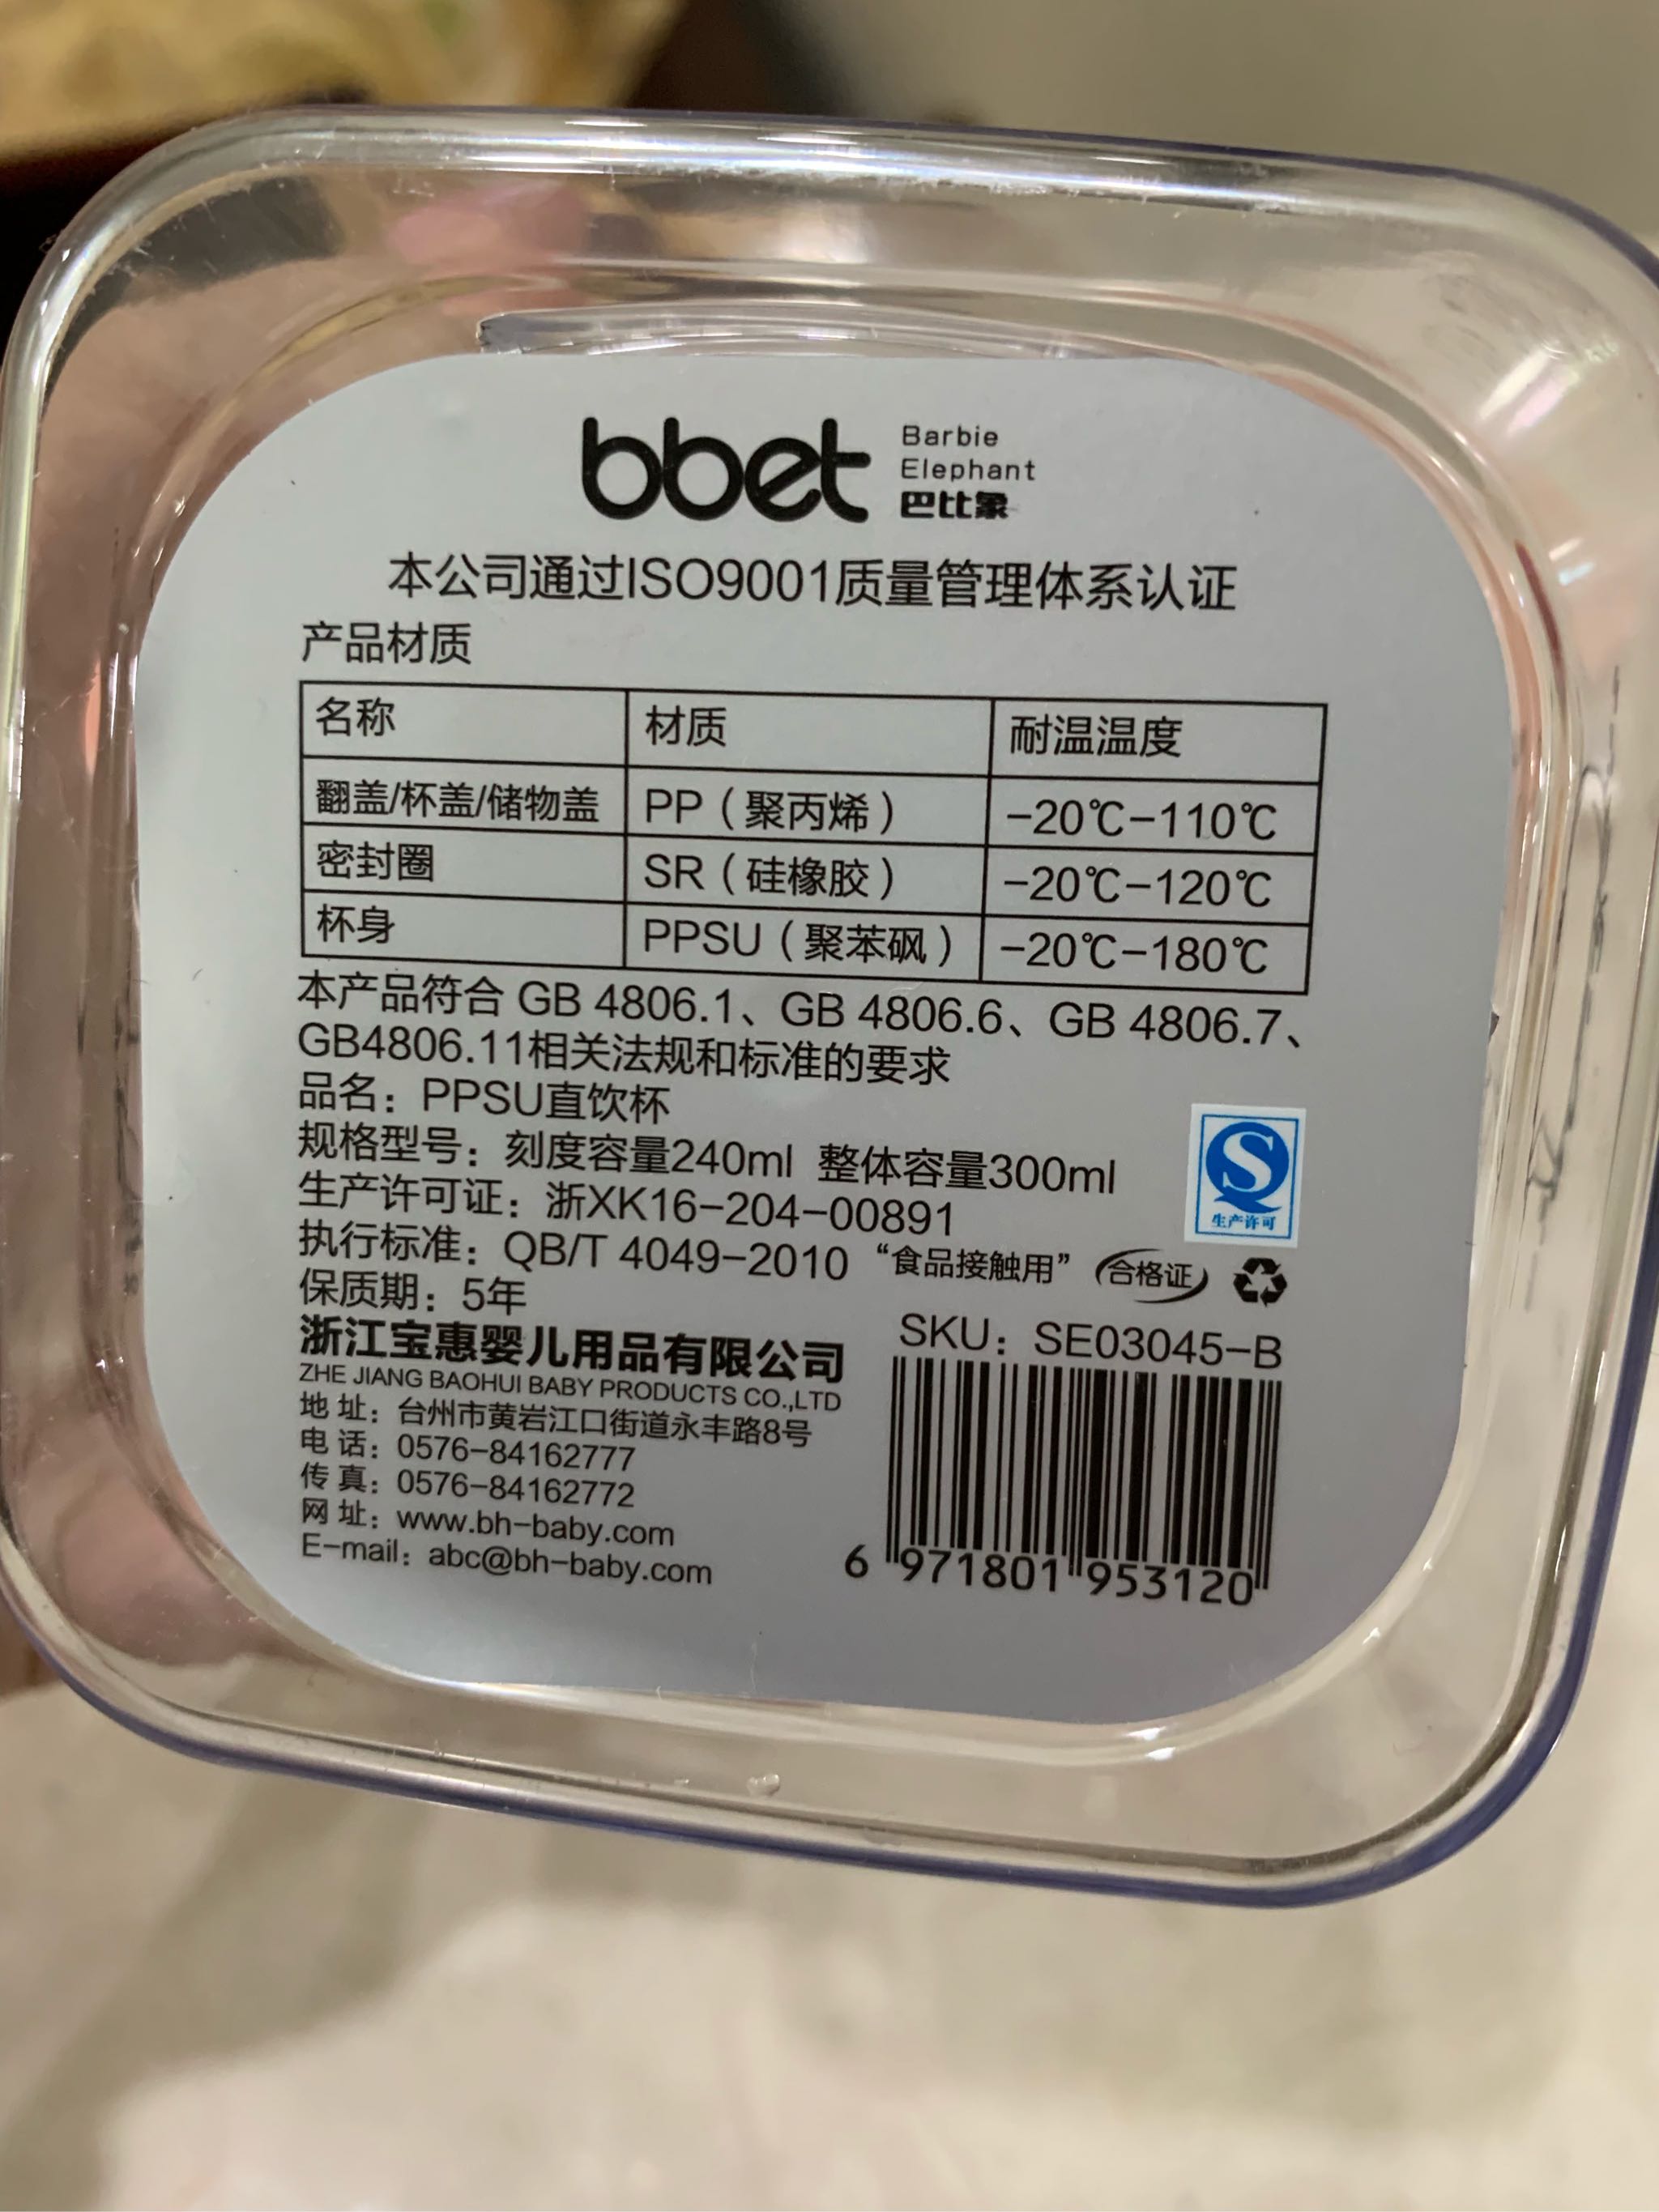 bbet
Barbie
Elephant
巴比象
本公司通过ISO9001质量管理体系认证
产品材质
名称 材质 耐温温度
翻盖/杯盖/储物盖 PP（聚丙烯） -20℃-110℃
密封圈 SR（硅橡胶） -20℃-120℃
杯身 PPSU（聚苯砜） -20℃-180℃
本产品符合 GB 4806.1、GB 4806.6、GB 4806.7、
GB4806.11相关法规和标准的要求
品名：PPSU直饮杯
规格型号：刻度容量240ml 整体容量300ml
生产许可证：浙XK16-204-00891
生产许可
执行标准：QB/T 4049-2010 “食品接触用” 合格证
保质期：5年
浙江宝惠婴儿用品有限公司
ZHE JIANG BAOHUI BABY PRODUCTS CO.,LTD
地 址：台州市黄岩江口街道永丰路8号
电 话：0576-84162777
传 真：0576-84162772
网 址：www.bh-baby.com
E-mail：abc@bh-baby.com
SKU：SE03045-B
6 971801 953120